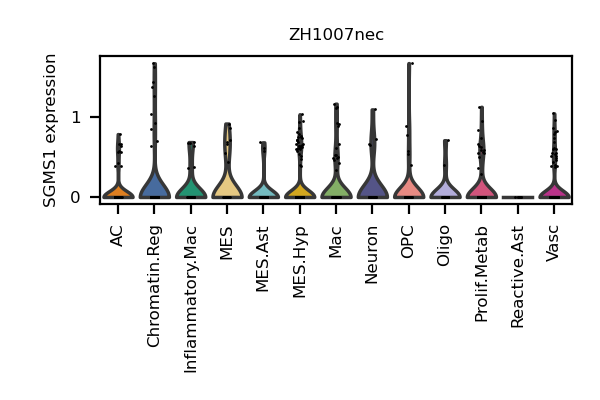 ZH1007nec
SGMS1 expression
1
0
AC
Chromatin.Reg
Inflammatory.Mac
MES
MES.Ast
MES.Hyp
Mac
Neuron
OPC
Oligo
Prolif.Metab
Reactive.Ast
Vasc